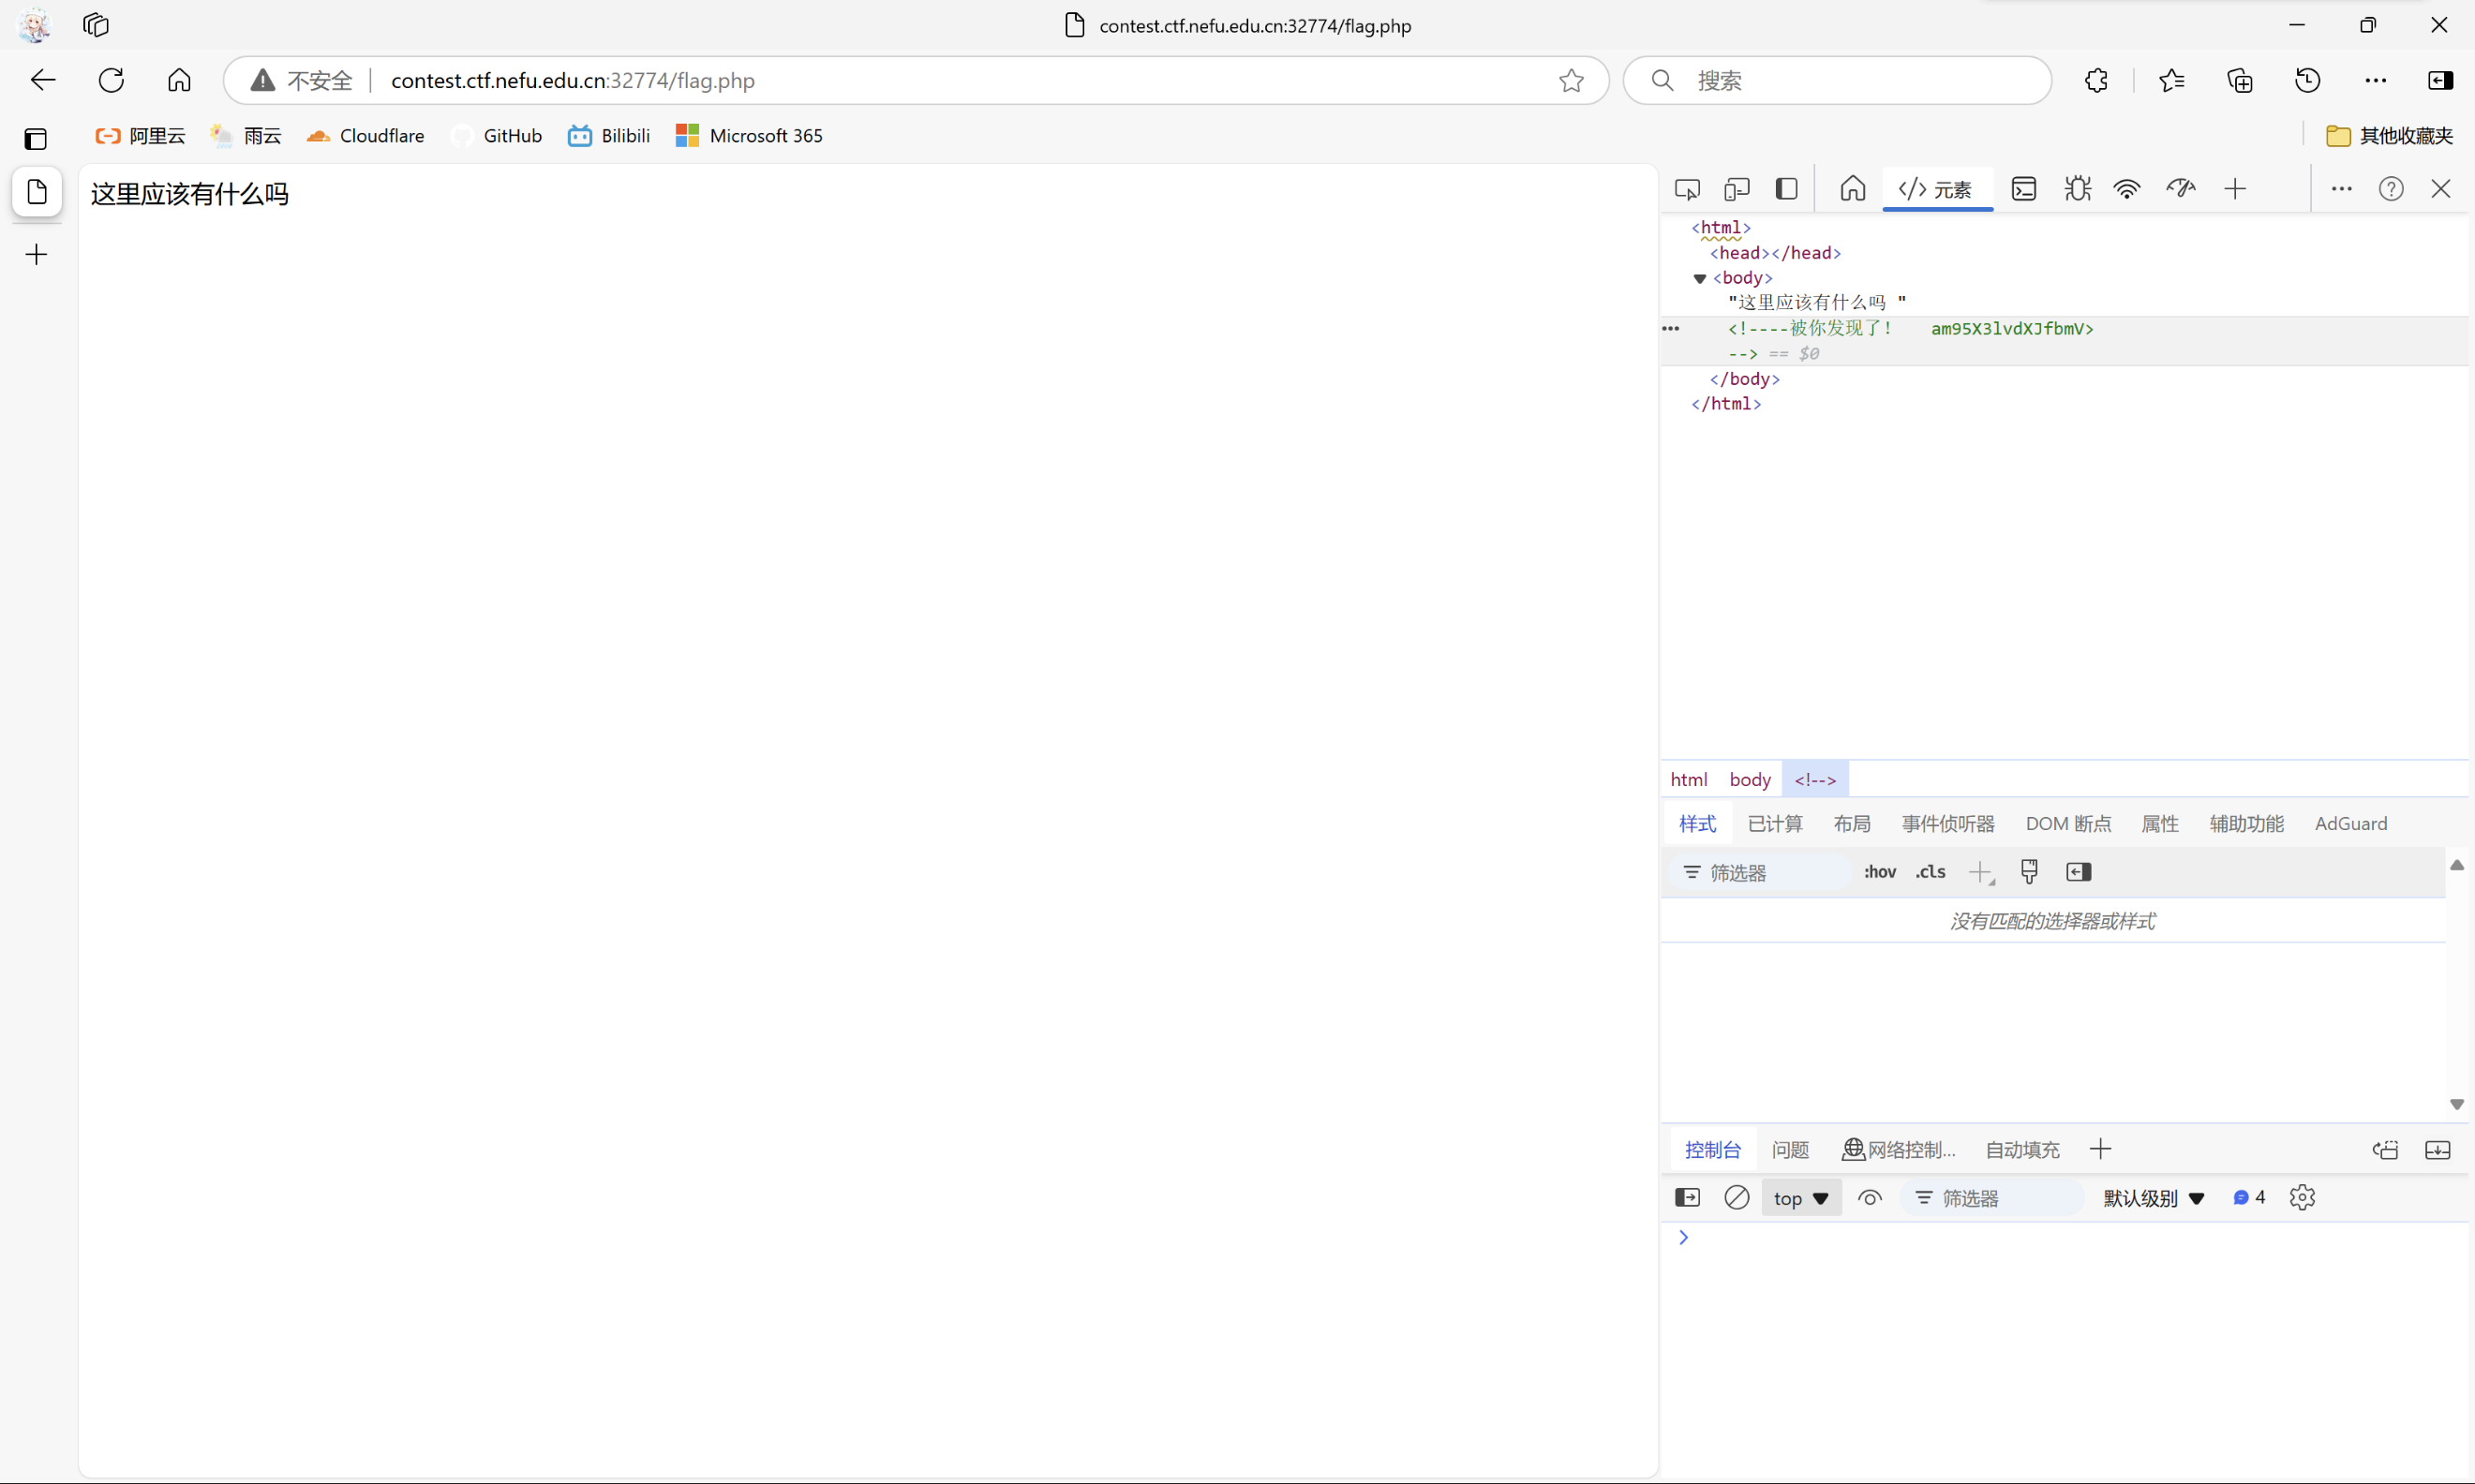 contest.ctf.nefu.edu.cn:32774/flag.php
不安全 contest.ctf.nefu.edu.cn:32774/flag.php
搜索
阿里云 雨云 Cloudflare GitHub Bilibili Microsoft 365 其他收藏夹
这里应该有什么吗
</> 元素
<html>
<head></head>
<body>
"这里应该有什么吗 "
<!----被你发现了! am95X3lvdXJfbmV>
--> == $0
</body>
</html>
html body <!-->
样式 已计算 布局 事件侦听器 DOM 断点 属性 辅助功能 AdGuard
筛选器 :hov .cls
没有匹配的选择器或样式
控制台 问题 网络控制... 自动填充
top 筛选器 默认级别 4